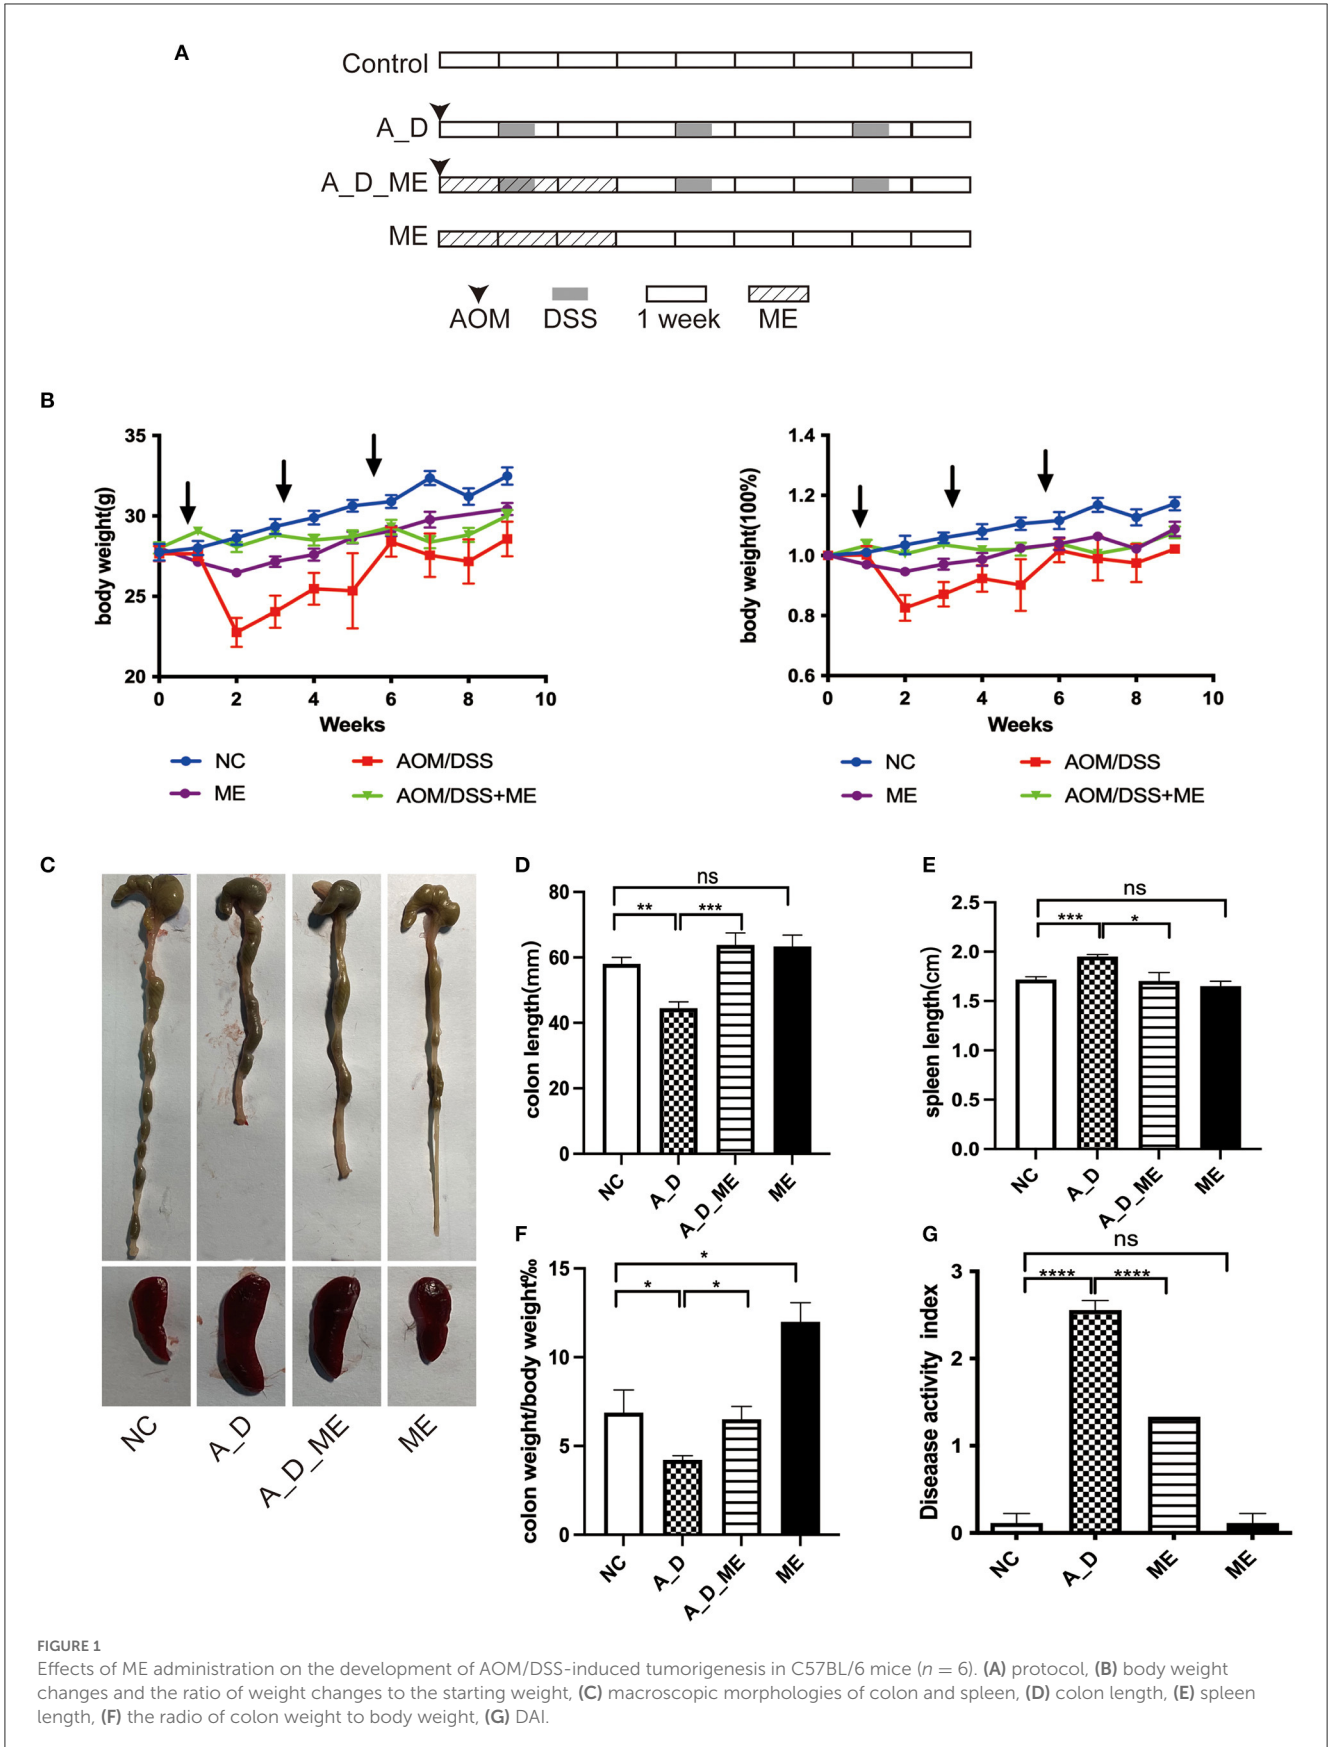 A
Control
A_D
A_D_ME
ME
AOM DSS 1 week ME
B
35
30
25
20
body weight(g)
0 2 4 6 8 10
Weeks
NC AOM/DSS
ME AOM/DSS+ME
1.4
1.2
1.0
0.8
0.6
body weight(100%)
0 2 4 6 8 10
Weeks
NC AOM/DSS
ME AOM/DSS+ME
C
NC A_D A_D_ME ME
D
ns
** ***
80
60
40
20
0
colon length(mm)
NC A_D A_D_ME ME
E
ns
*** *
2.5
2.0
1.5
1.0
0.5
0.0
spleen length(cm)
NC A_D A_D_ME ME
F
*
* *
15
10
5
0
colon weight/body weight‰
NC A_D A_D_ME ME
G
ns
**** ****
3
2
1
0
Diseaase activity index
NC A_D ME ME
FIGURE 1
Effects of ME administration on the development of AOM/DSS-induced tumorigenesis in C57BL/6 mice (n = 6). (A) protocol, (B) body weight
changes and the ratio of weight changes to the starting weight, (C) macroscopic morphologies of colon and spleen, (D) colon length, (E) spleen
length, (F) the radio of colon weight to body weight, (G) DAI.